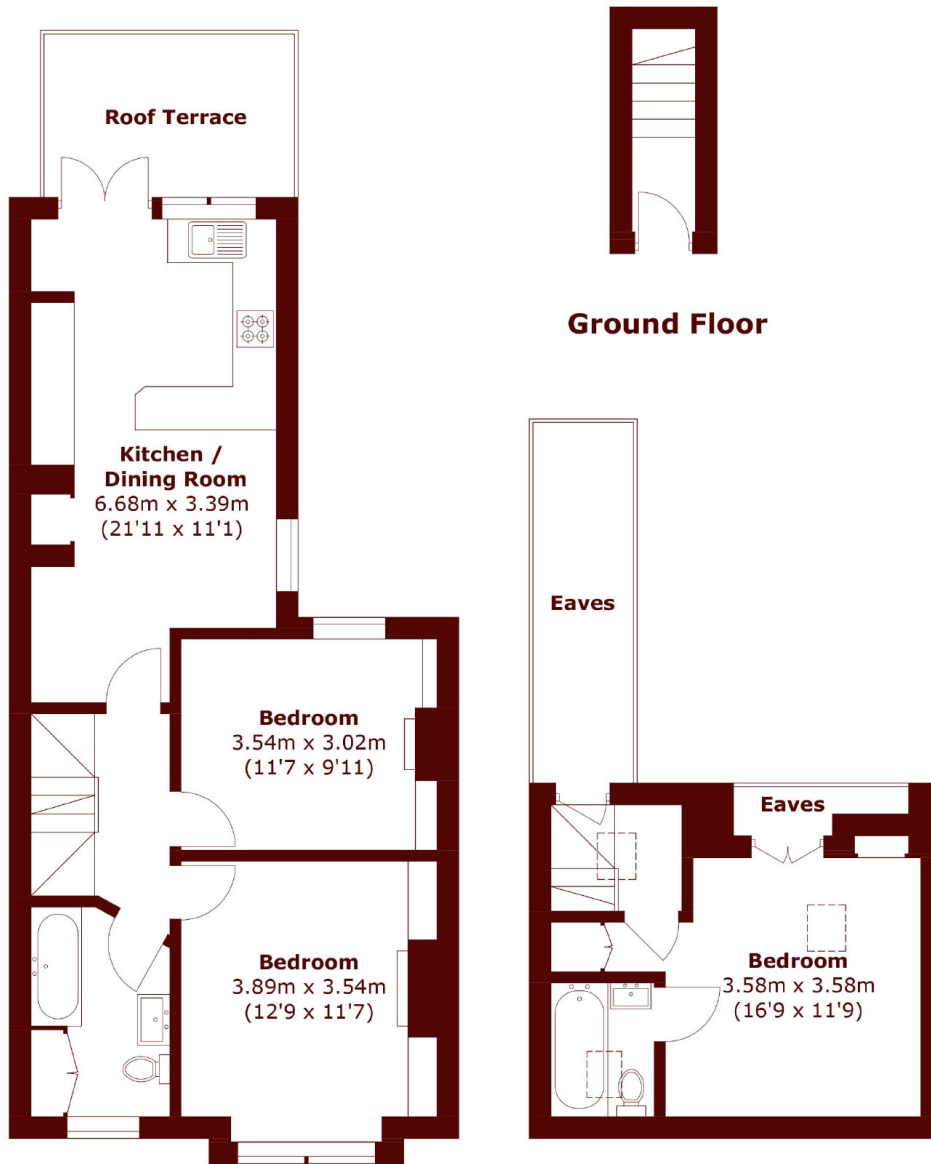 Roof Terrace
Kitchen /
Dining Room
6.68m x 3.39m
(21'11 x 11'1)
Bedroom
3.54m x 3.02m
(11'7 x 9'11)
Bedroom
3.89m x 3.54m
(12'9 x 11'7)
Ground Floor
Eaves
Eaves
Bedroom
3.58m x 3.58m
(16'9 x 11'9)